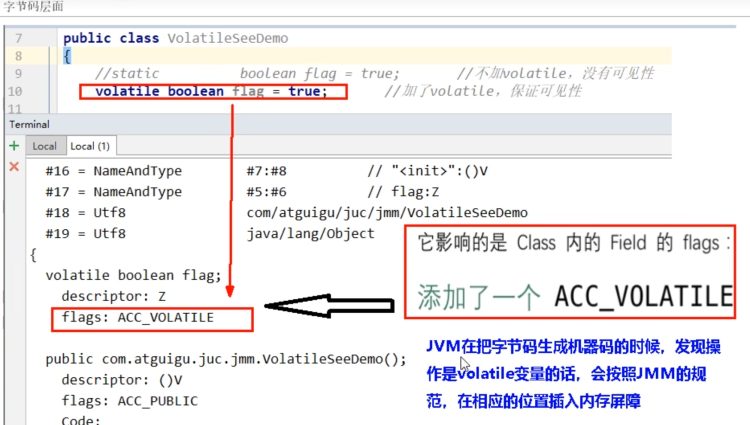 字节码层面
7 public class VolatileSeeDemo
8 {
9 //static boolean flag = true; //不加volatile，没有可见性
10 volatile boolean flag = true; //加了volatile，保证可见性
11
Terminal
+ Local Local (1)
×
#16 = NameAndType #7:#8 // "<init>":()V
#17 = NameAndType #5:#6 // flag:Z
#18 = Utf8 com/atguigu/juc/jmm/VolatileSeeDemo
#19 = Utf8 java/lang/Object
{
volatile boolean flag;
descriptor: Z
flags: ACC_VOLATILE
它影响的是 Class 内的 Field 的 flags：
添加了一个 ACC_VOLATILE
JVM在把字节码生成机器码的时候，发现操
作是volatile变量的话，会按照JMM的规
范，在相应的位置插入内存屏障
public com.atguigu.juc.jmm.VolatileSeeDemo();
descriptor: ()V
flags: ACC_PUBLIC
Code: